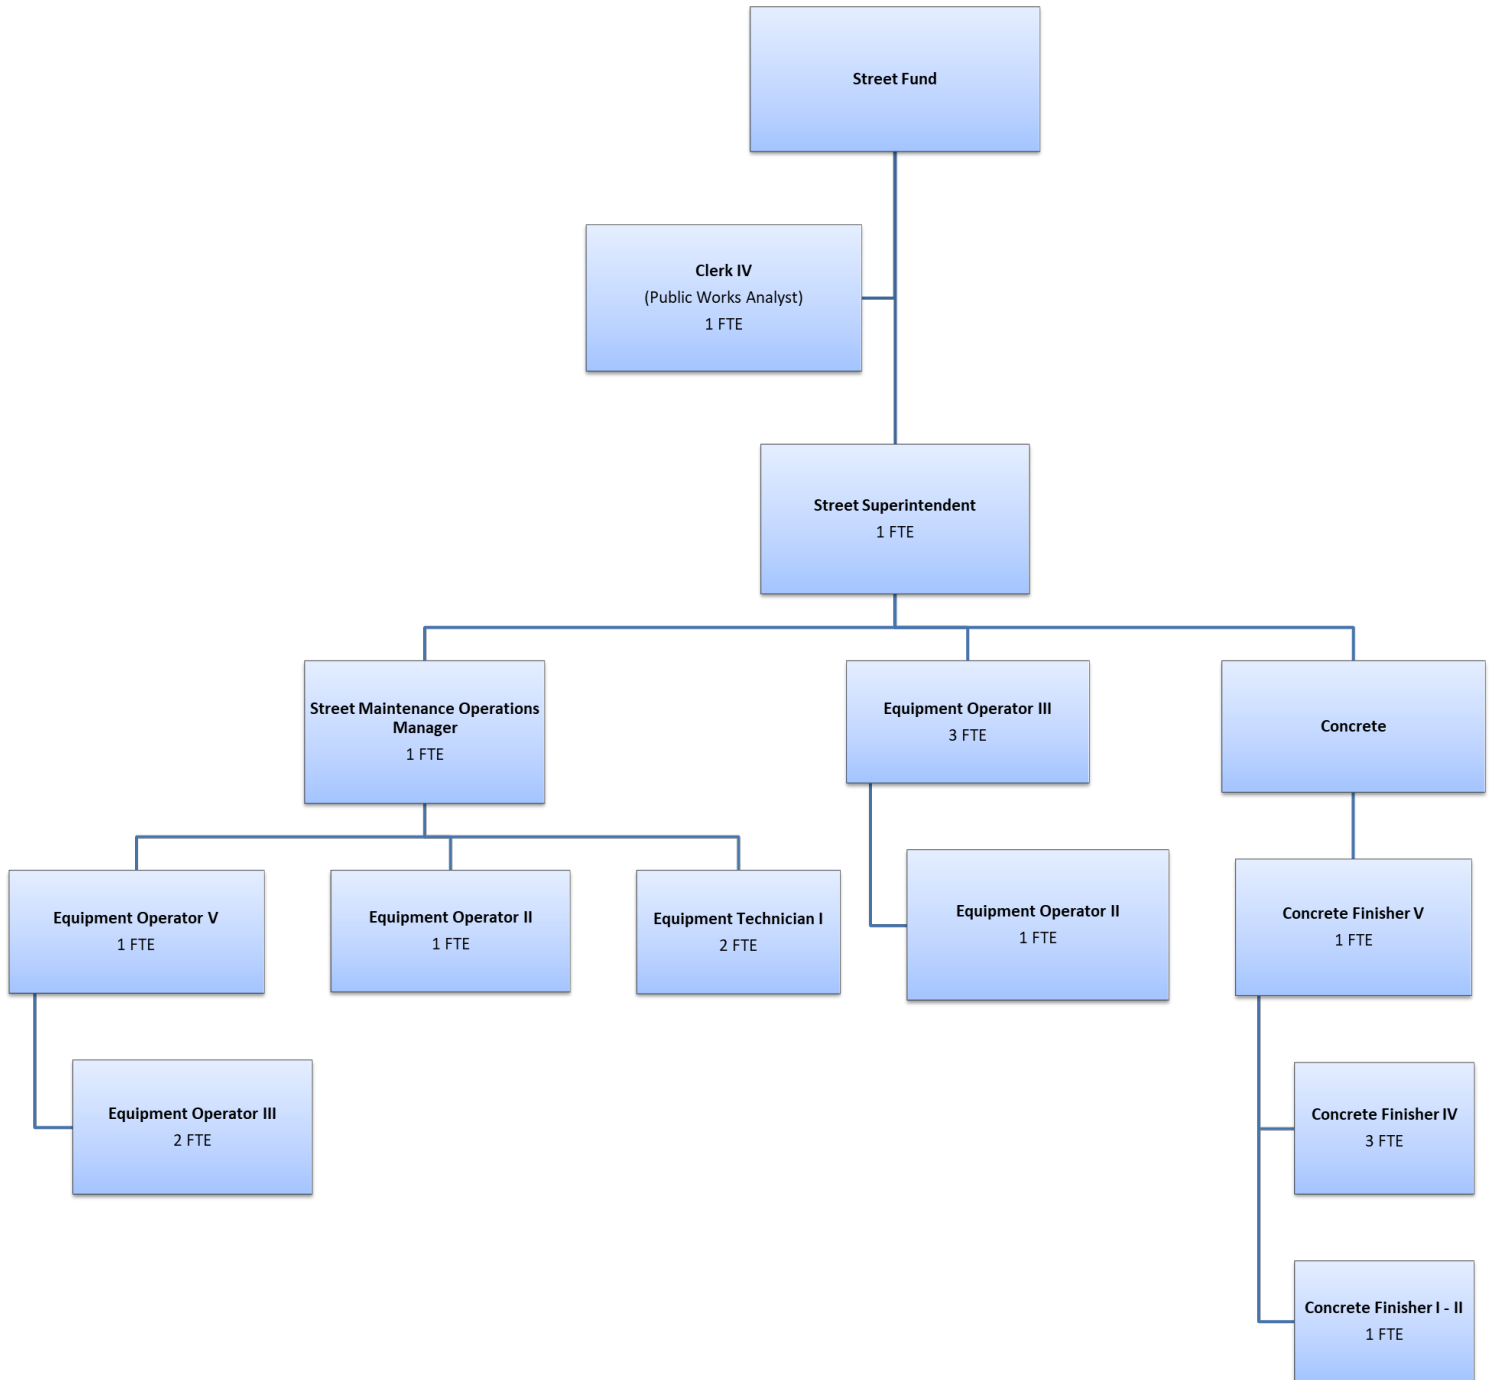 Street Fund
Clerk IV
(Public Works Analyst)
1 FTE
Street Superintendent
1 FTE
Street Maintenance Operations
Manager
1 FTE
Equipment Operator III
3 FTE
Concrete
Equipment Operator V
1 FTE
Equipment Operator II
1 FTE
Equipment Technician I
2 FTE
Equipment Operator II
1 FTE
Concrete Finisher V
1 FTE
Equipment Operator III
2 FTE
Concrete Finisher IV
3 FTE
Concrete Finisher I - II
1 FTE